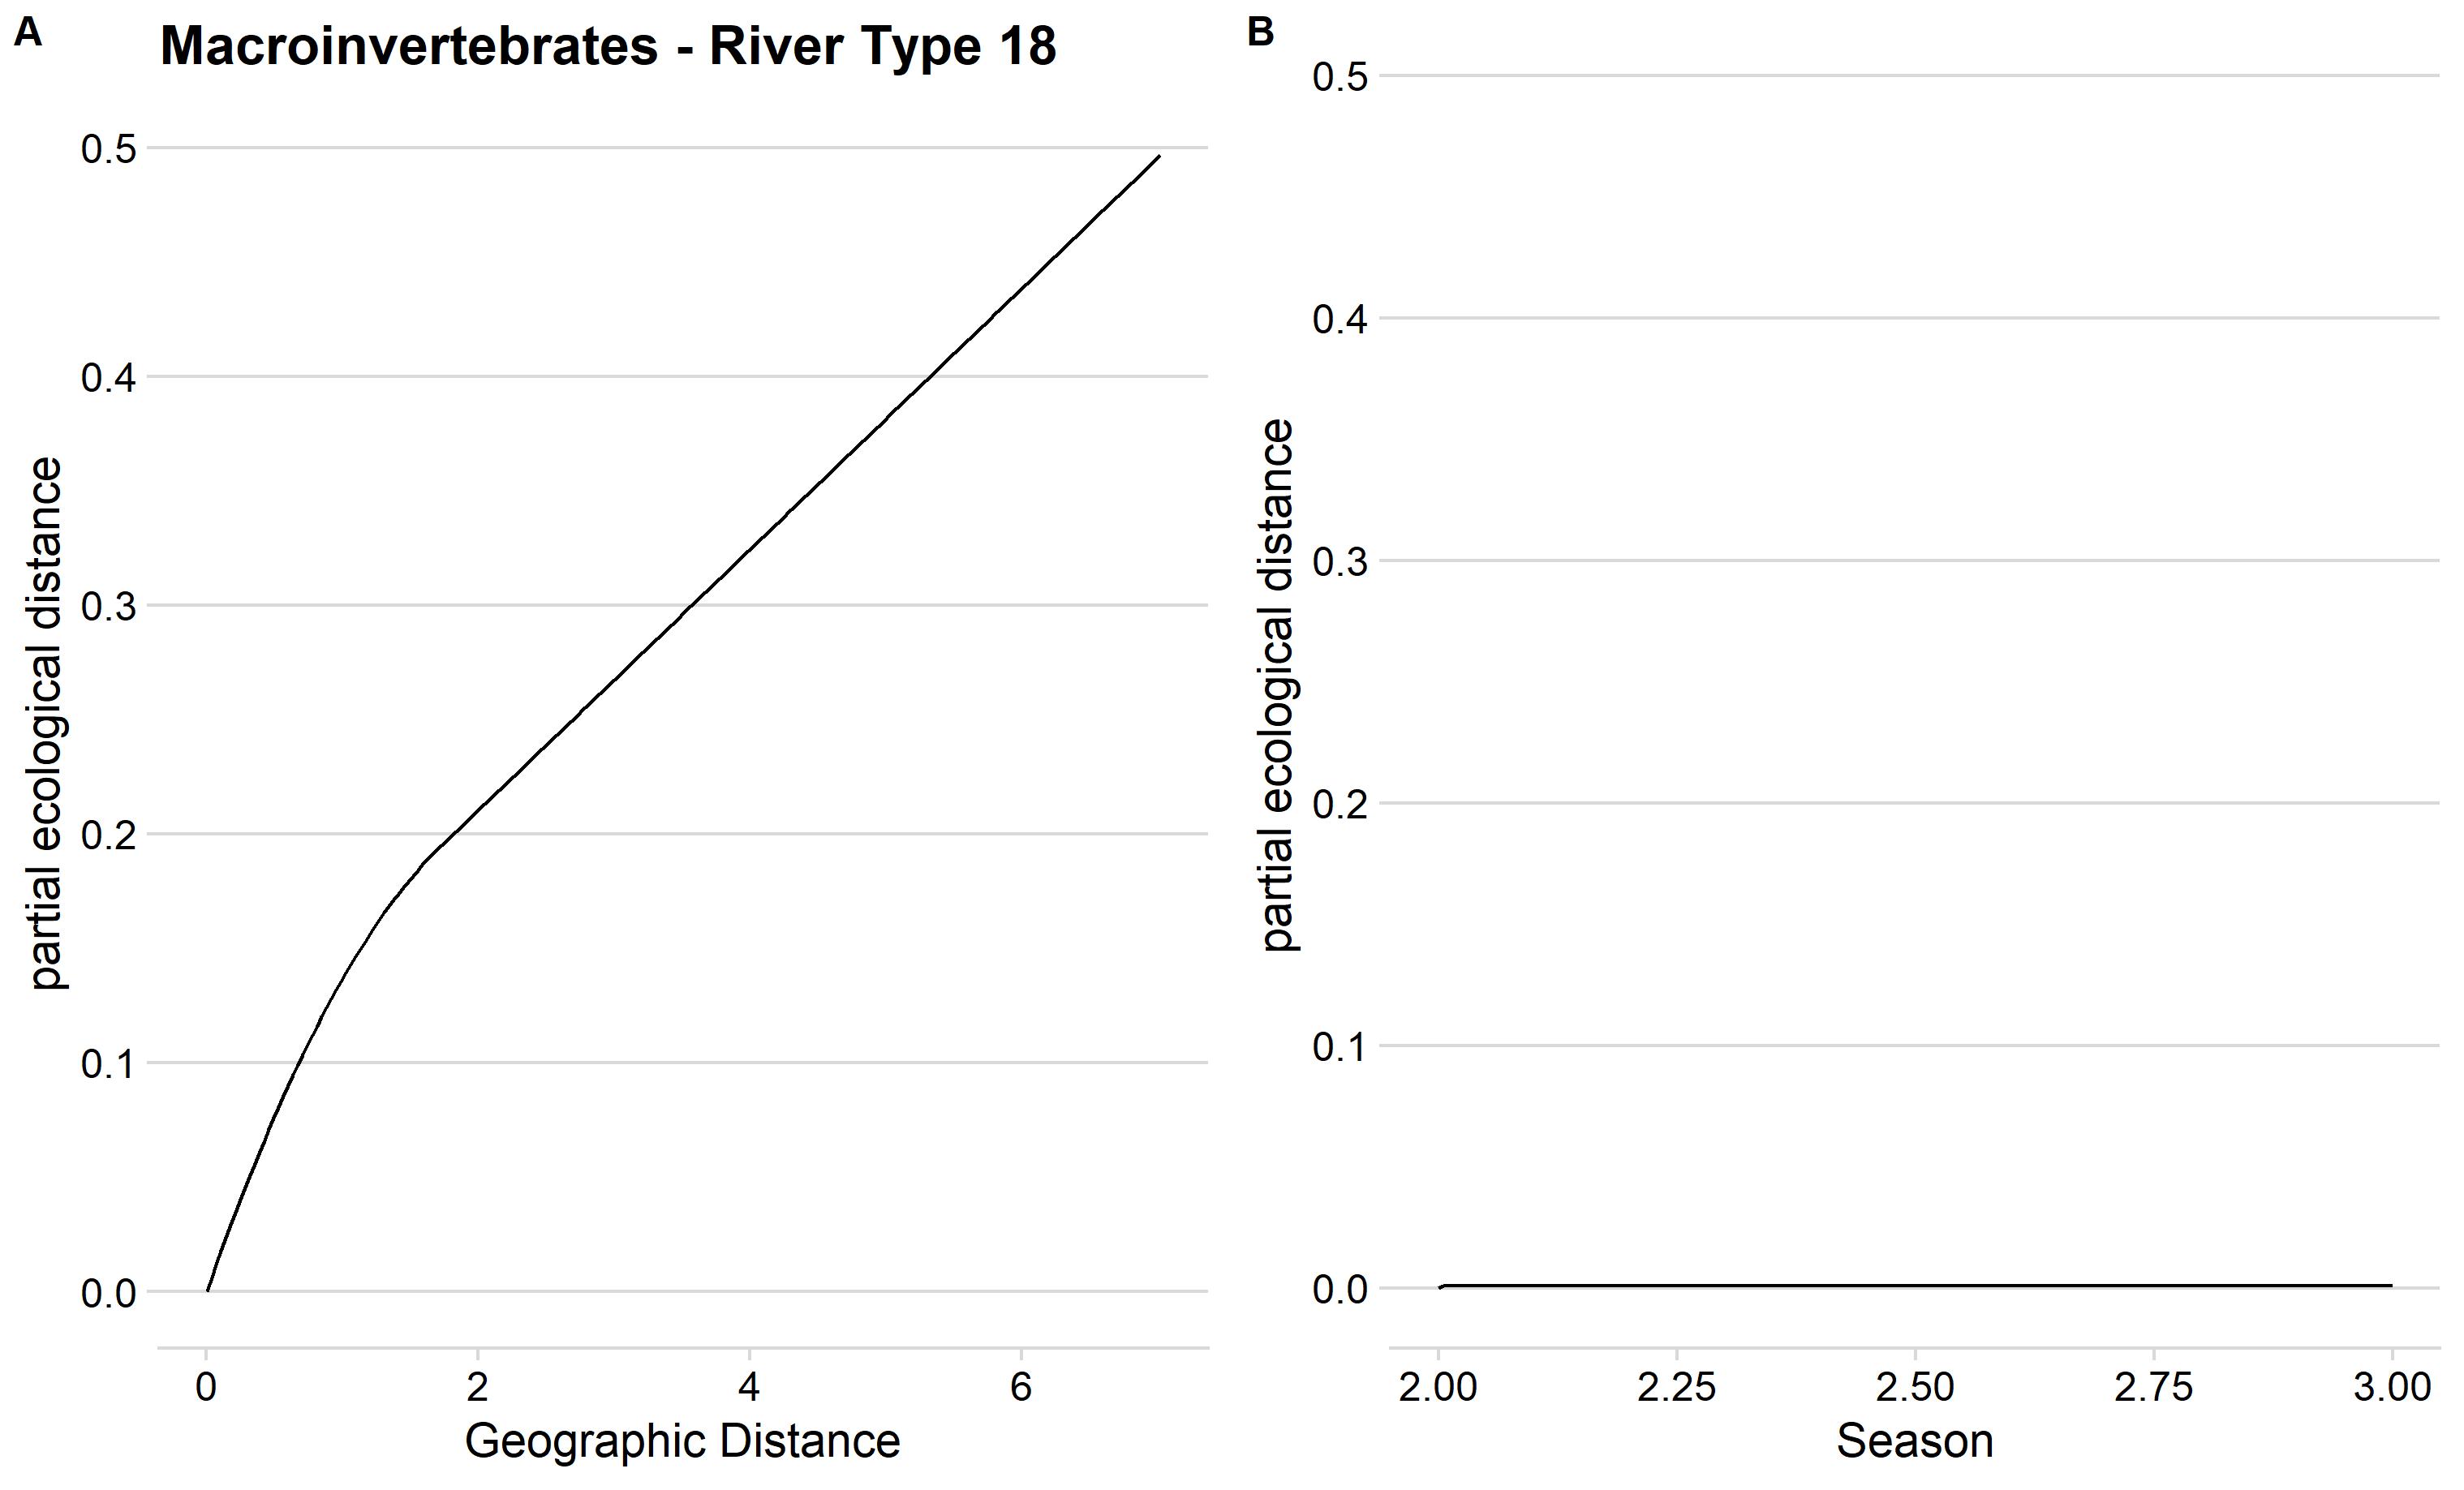 A
Macroinvertebrates - River Type 18
partial ecological distance
0.5
0.4
0.3
0.2
0.1
0.0
0 2 4 6
Geographic Distance
B
partial ecological distance
0.5
0.4
0.3
0.2
0.1
0.0
2.00 2.25 2.50 2.75 3.00
Season